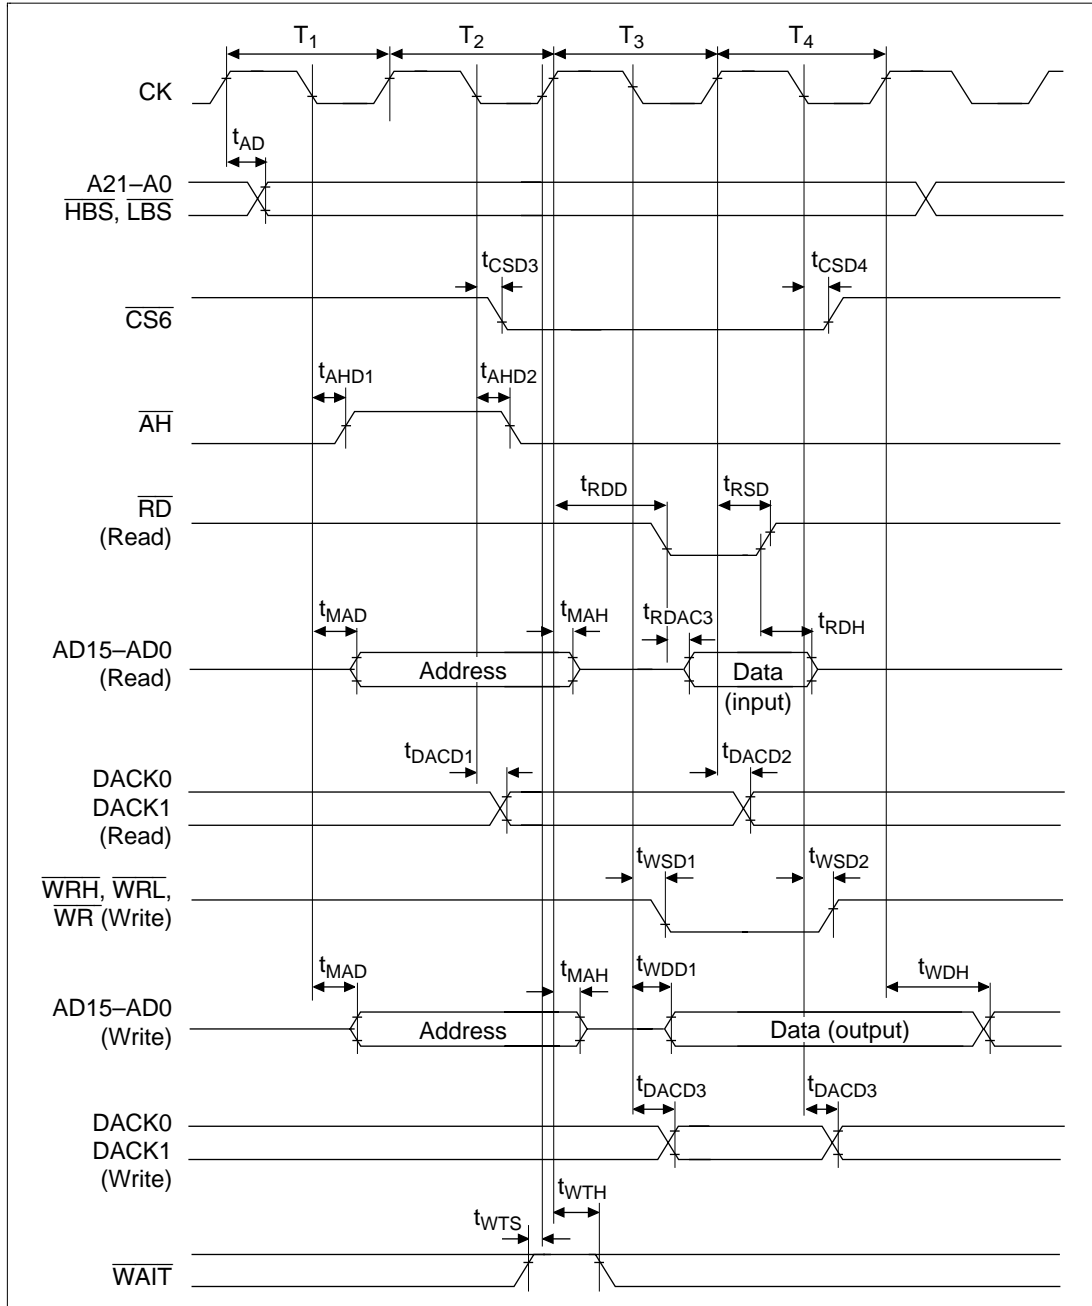 T1 T2 T3 T4
CK
tAD
A21–A0
HBS, LBS
tCSD3 tCSD4
CS6
tAHD1 tAHD2
AH
tRDD tRSD
RD
(Read)
tMAD tMAH tRDAC3 tRDH
AD15–AD0
(Read)
Address
Data
(input)
tDACD1 tDACD2
DACK0
DACK1
(Read)
tWSD1 tWSD2
WRH, WRL,
WR (Write)
tMAD tMAH tWDD1 tWDH
AD15–AD0
(Write)
Address
Data (output)
tDACD3 tDACD3
DACK0
DACK1
(Write)
tWTH
tWTS
WAIT